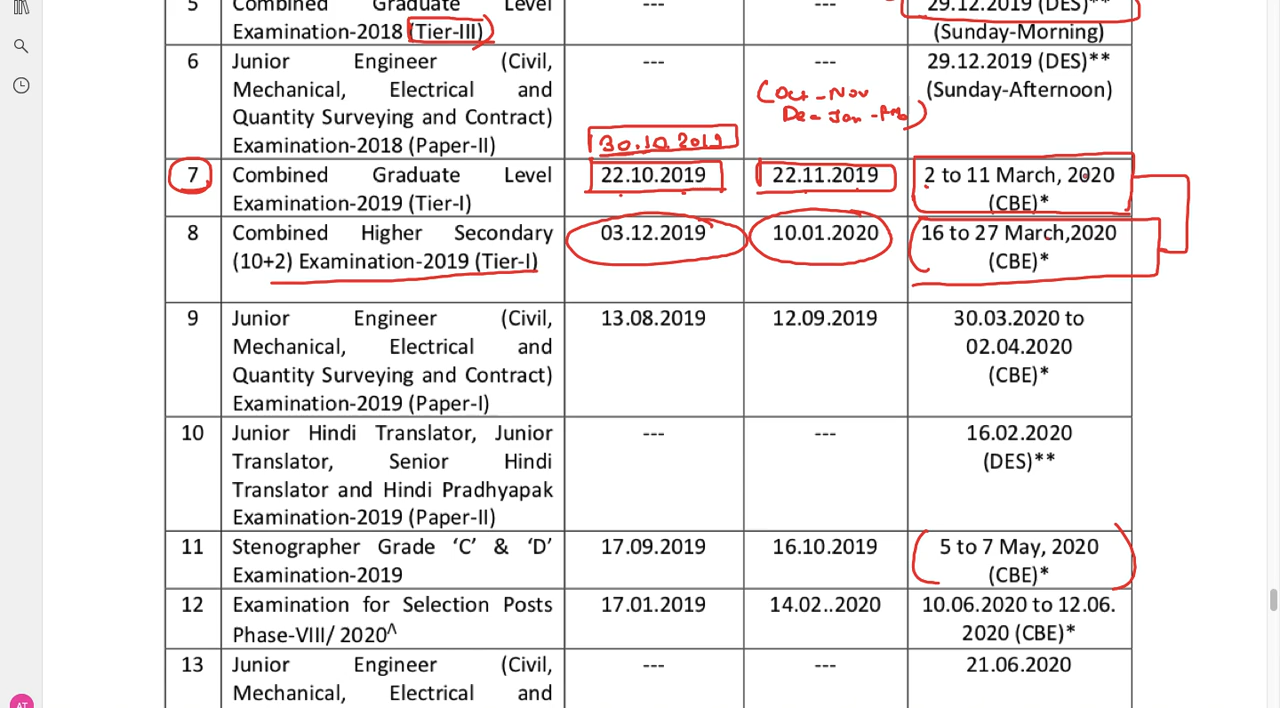 5 Combined Graduate Level --- --- 29.12.2019 (DES)**
Examination-2018 (Tier-III) (Sunday-Morning)
6 Junior Engineer (Civil, --- --- 29.12.2019 (DES)**
Mechanical, Electrical and (Oct - Nov (Sunday-Afternoon)
Quantity Surveying and Contract) De - Jan -
Examination-2018 (Paper-II) 30.10.2019
7 Combined Graduate Level 22.10.2019 22.11.2019 2 to 11 March, 2020
Examination-2019 (Tier-I) (CBE)*
8 Combined Higher Secondary 03.12.2019 10.01.2020 16 to 27 March,2020
(10+2) Examination-2019 (Tier-I) (CBE)*
9 Junior Engineer (Civil, 13.08.2019 12.09.2019 30.03.2020 to
Mechanical, Electrical and 02.04.2020
Quantity Surveying and Contract) (CBE)*
Examination-2019 (Paper-I)
10 Junior Hindi Translator, Junior --- --- 16.02.2020
Translator, Senior Hindi (DES)**
Translator and Hindi Pradhyapak
Examination-2019 (Paper-II)
11 Stenographer Grade ‘C’ & ‘D’ 17.09.2019 16.10.2019 5 to 7 May, 2020
Examination-2019 (CBE)*
12 Examination for Selection Posts 17.01.2019 14.02..2020 10.06.2020 to 12.06.
Phase-VIII/ 2020^ 2020 (CBE)*
13 Junior Engineer (Civil, --- --- 21.06.2020
Mechanical, Electrical and
AT